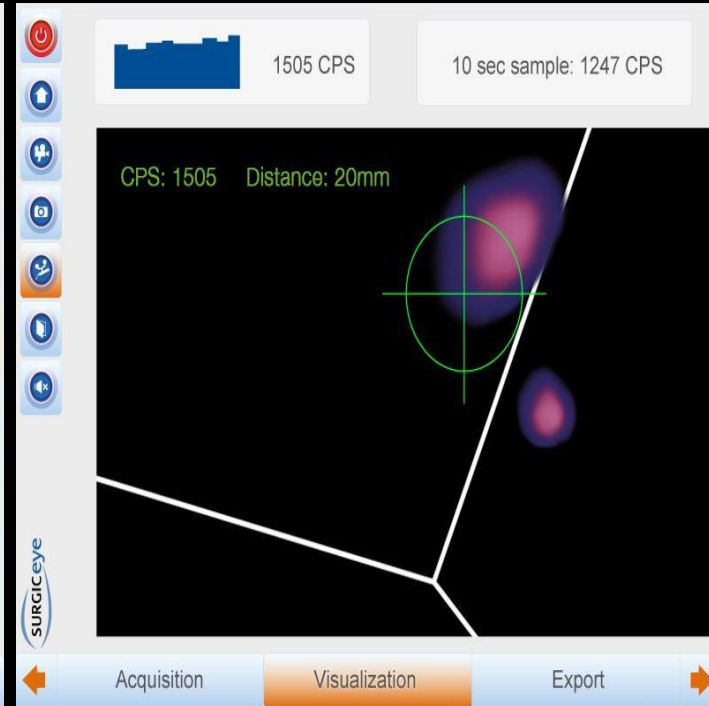 1505 CPS
10 sec sample: 1247 CPS
CPS: 1505 Distance: 20mm
SURGICeye
Acquisition
Visualization
Export